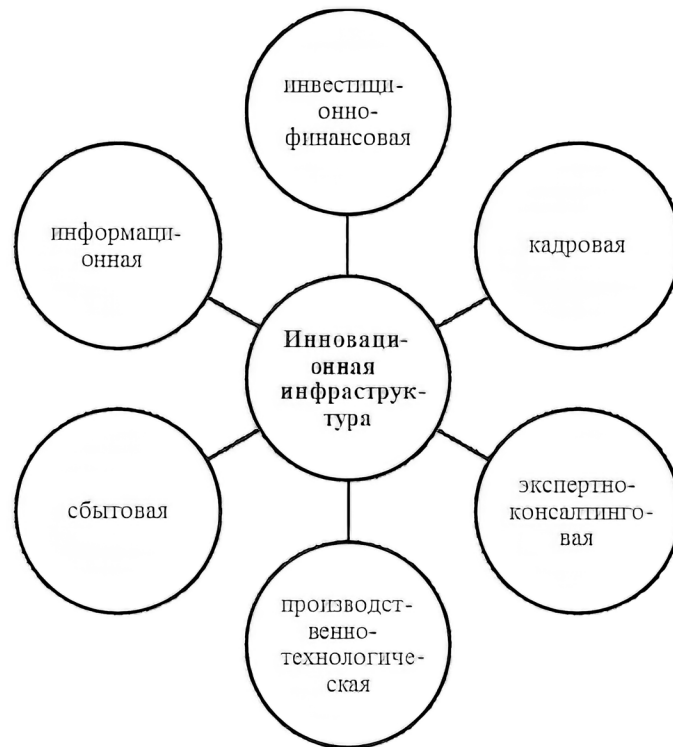 инвестици-
онно-
финансовая
информаци-
онная
кадровая
Инноваци-
онная
инфраструк-
тура
сбытовая
экспертно-
консалтинго-
вая
производст-
венно-
технологиче-
ская